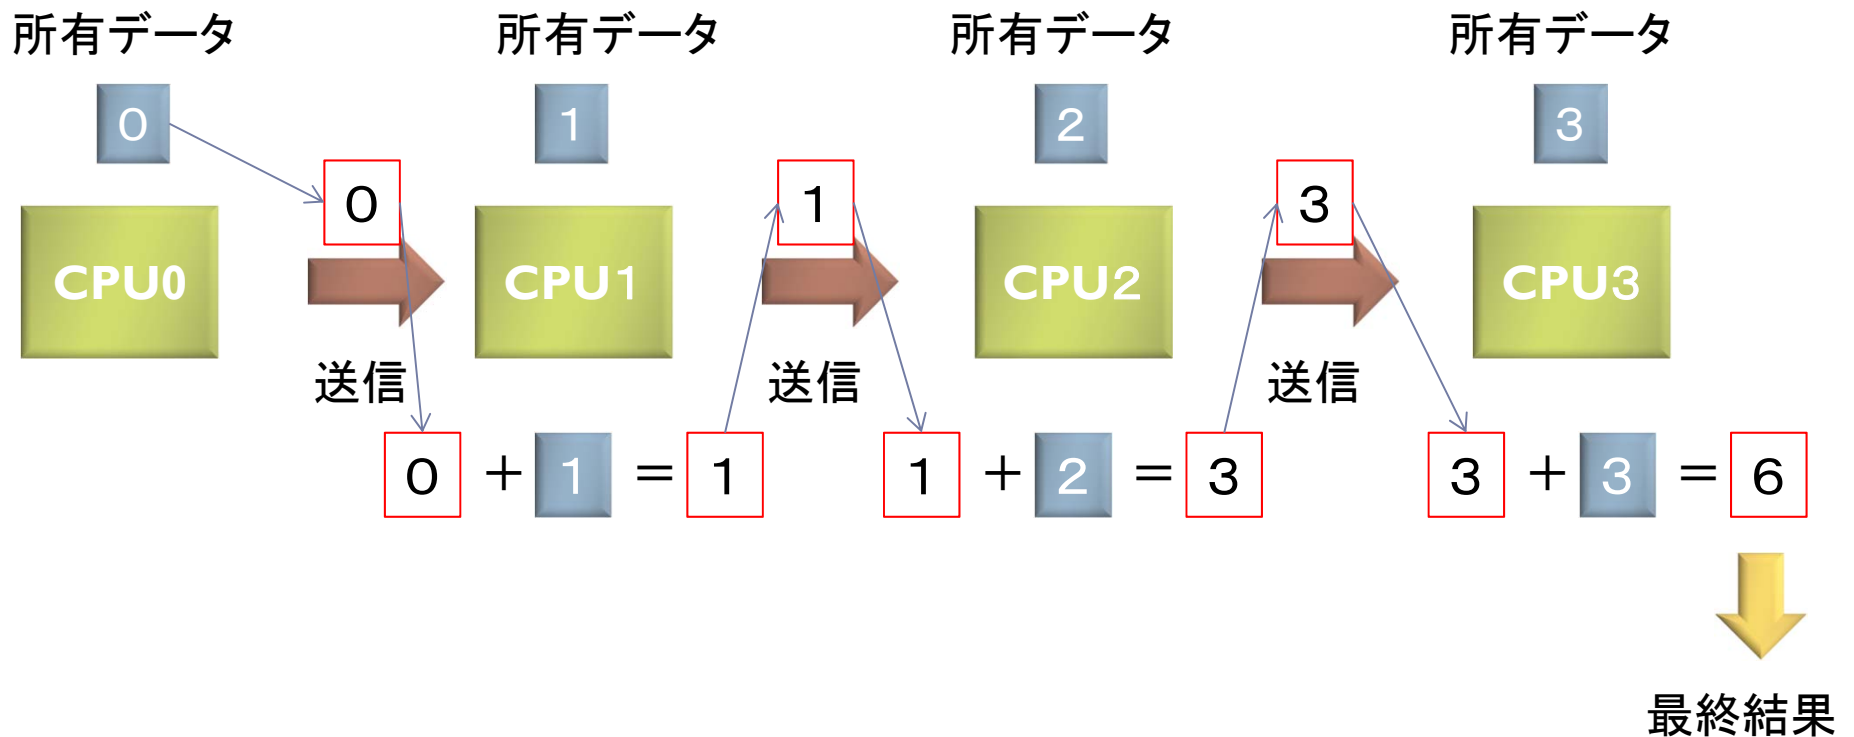 所有データ 所有データ 所有データ 所有データ
0 1 2 3
0 1 3
CPU0 CPU1 CPU2 CPU3
送信 送信 送信
0 + 1 = 1 1 + 2 = 3 3 + 3 = 6
最終結果